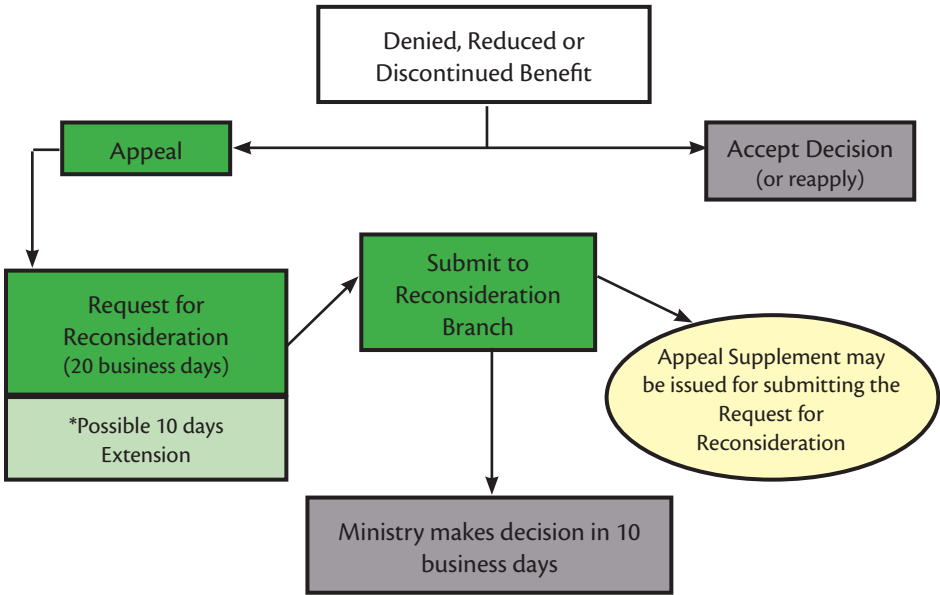 Denied, Reduced or
Discontinued Benefit
Appeal
Accept Decision
(or reapply)
Request for
Reconsideration
(20 business days)
*Possible 10 days
Extension
Submit to
Reconsideration
Branch
Appeal Supplement may
be issued for submitting the
Request for
Reconsideration
Ministry makes decision in 10
business days